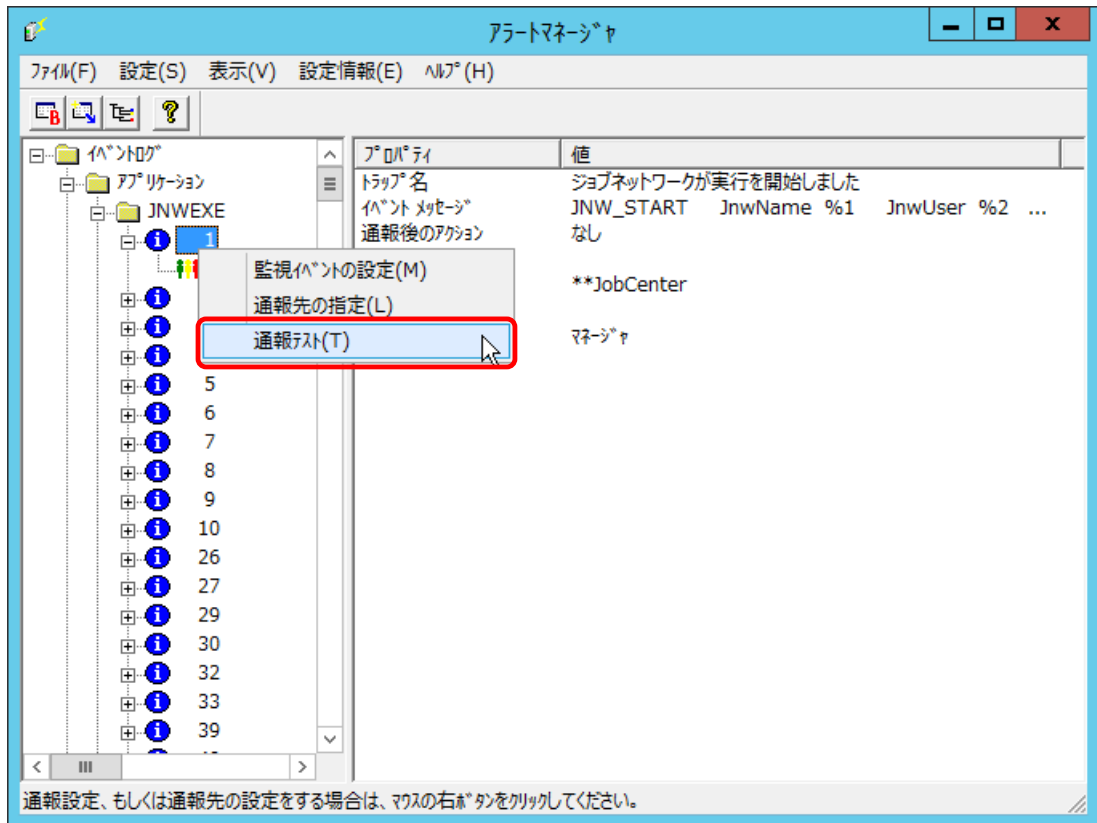 アラートマネージャ
ファイル(F) 設定(S) 表示(V) 設定情報(E) ヘルプ(H)
イベントログ
アプリケーション
JNWEXE
1
5
6
7
8
9
10
26
27
29
30
32
33
39
監視イベントの設定(M)
通報先の指定(L)
通報テスト(T)
プロパティ 値
トラップ名 ジョブネットワークが実行を開始しました
イベント メッセージ JNW_START JnwName %1 JnwUser %2 ...
通報後のアクション なし
**JobCenter
マネージャ
通報設定、もしくは通報先の設定をする場合は、マウスの右ボタンをクリックしてください。